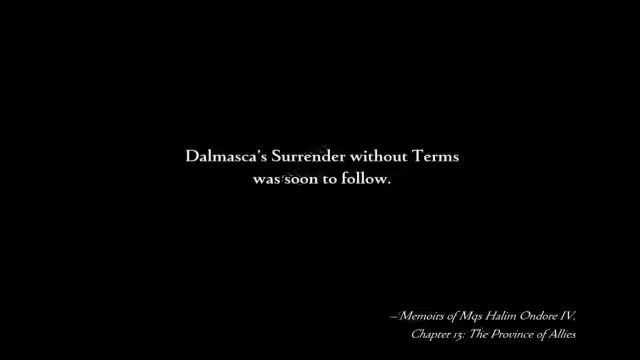 Dalmasca's Surrender without Terms
was soon to follow.
—Memoirs of Mqs Halim Ondore IV,
Chapter 13: The Province of Allies